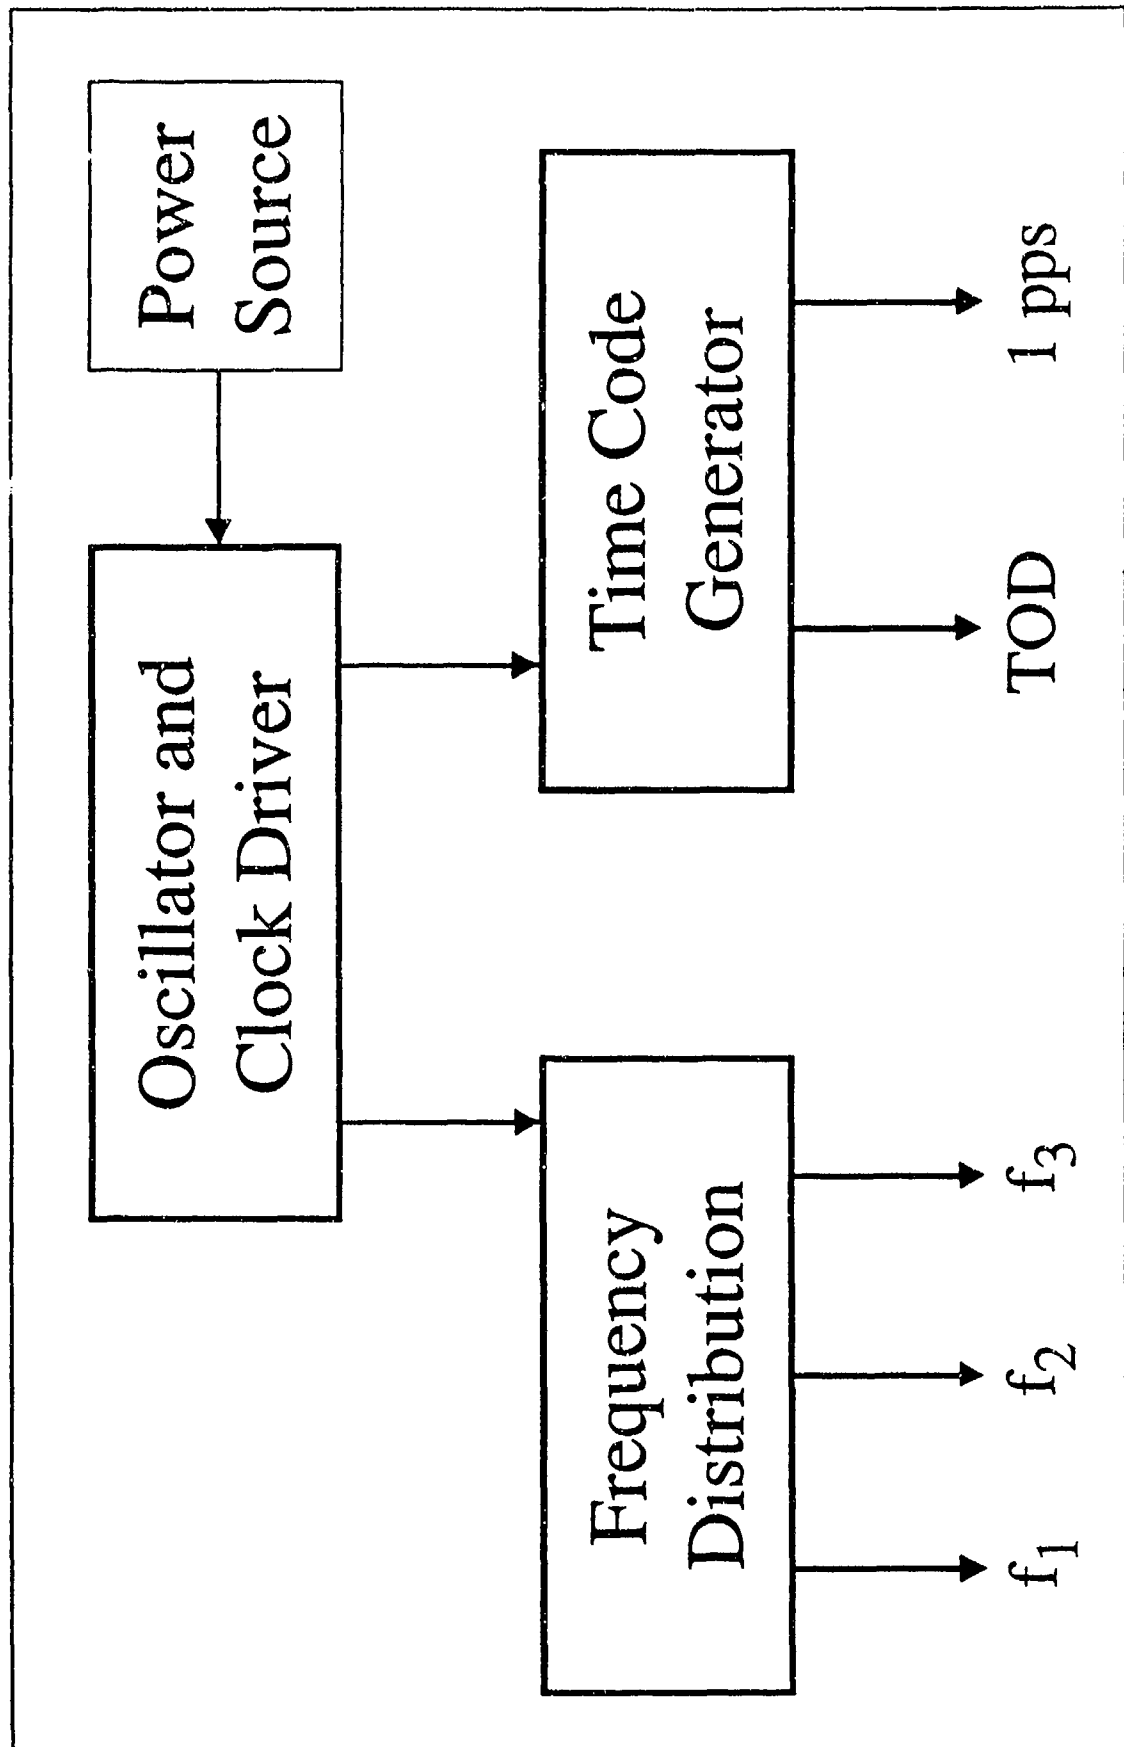 Oscillator and
Clock Driver
Power
Source
Frequency
Distribution
Time Code
Generator
f1
f2
f3
TOD
1 pps